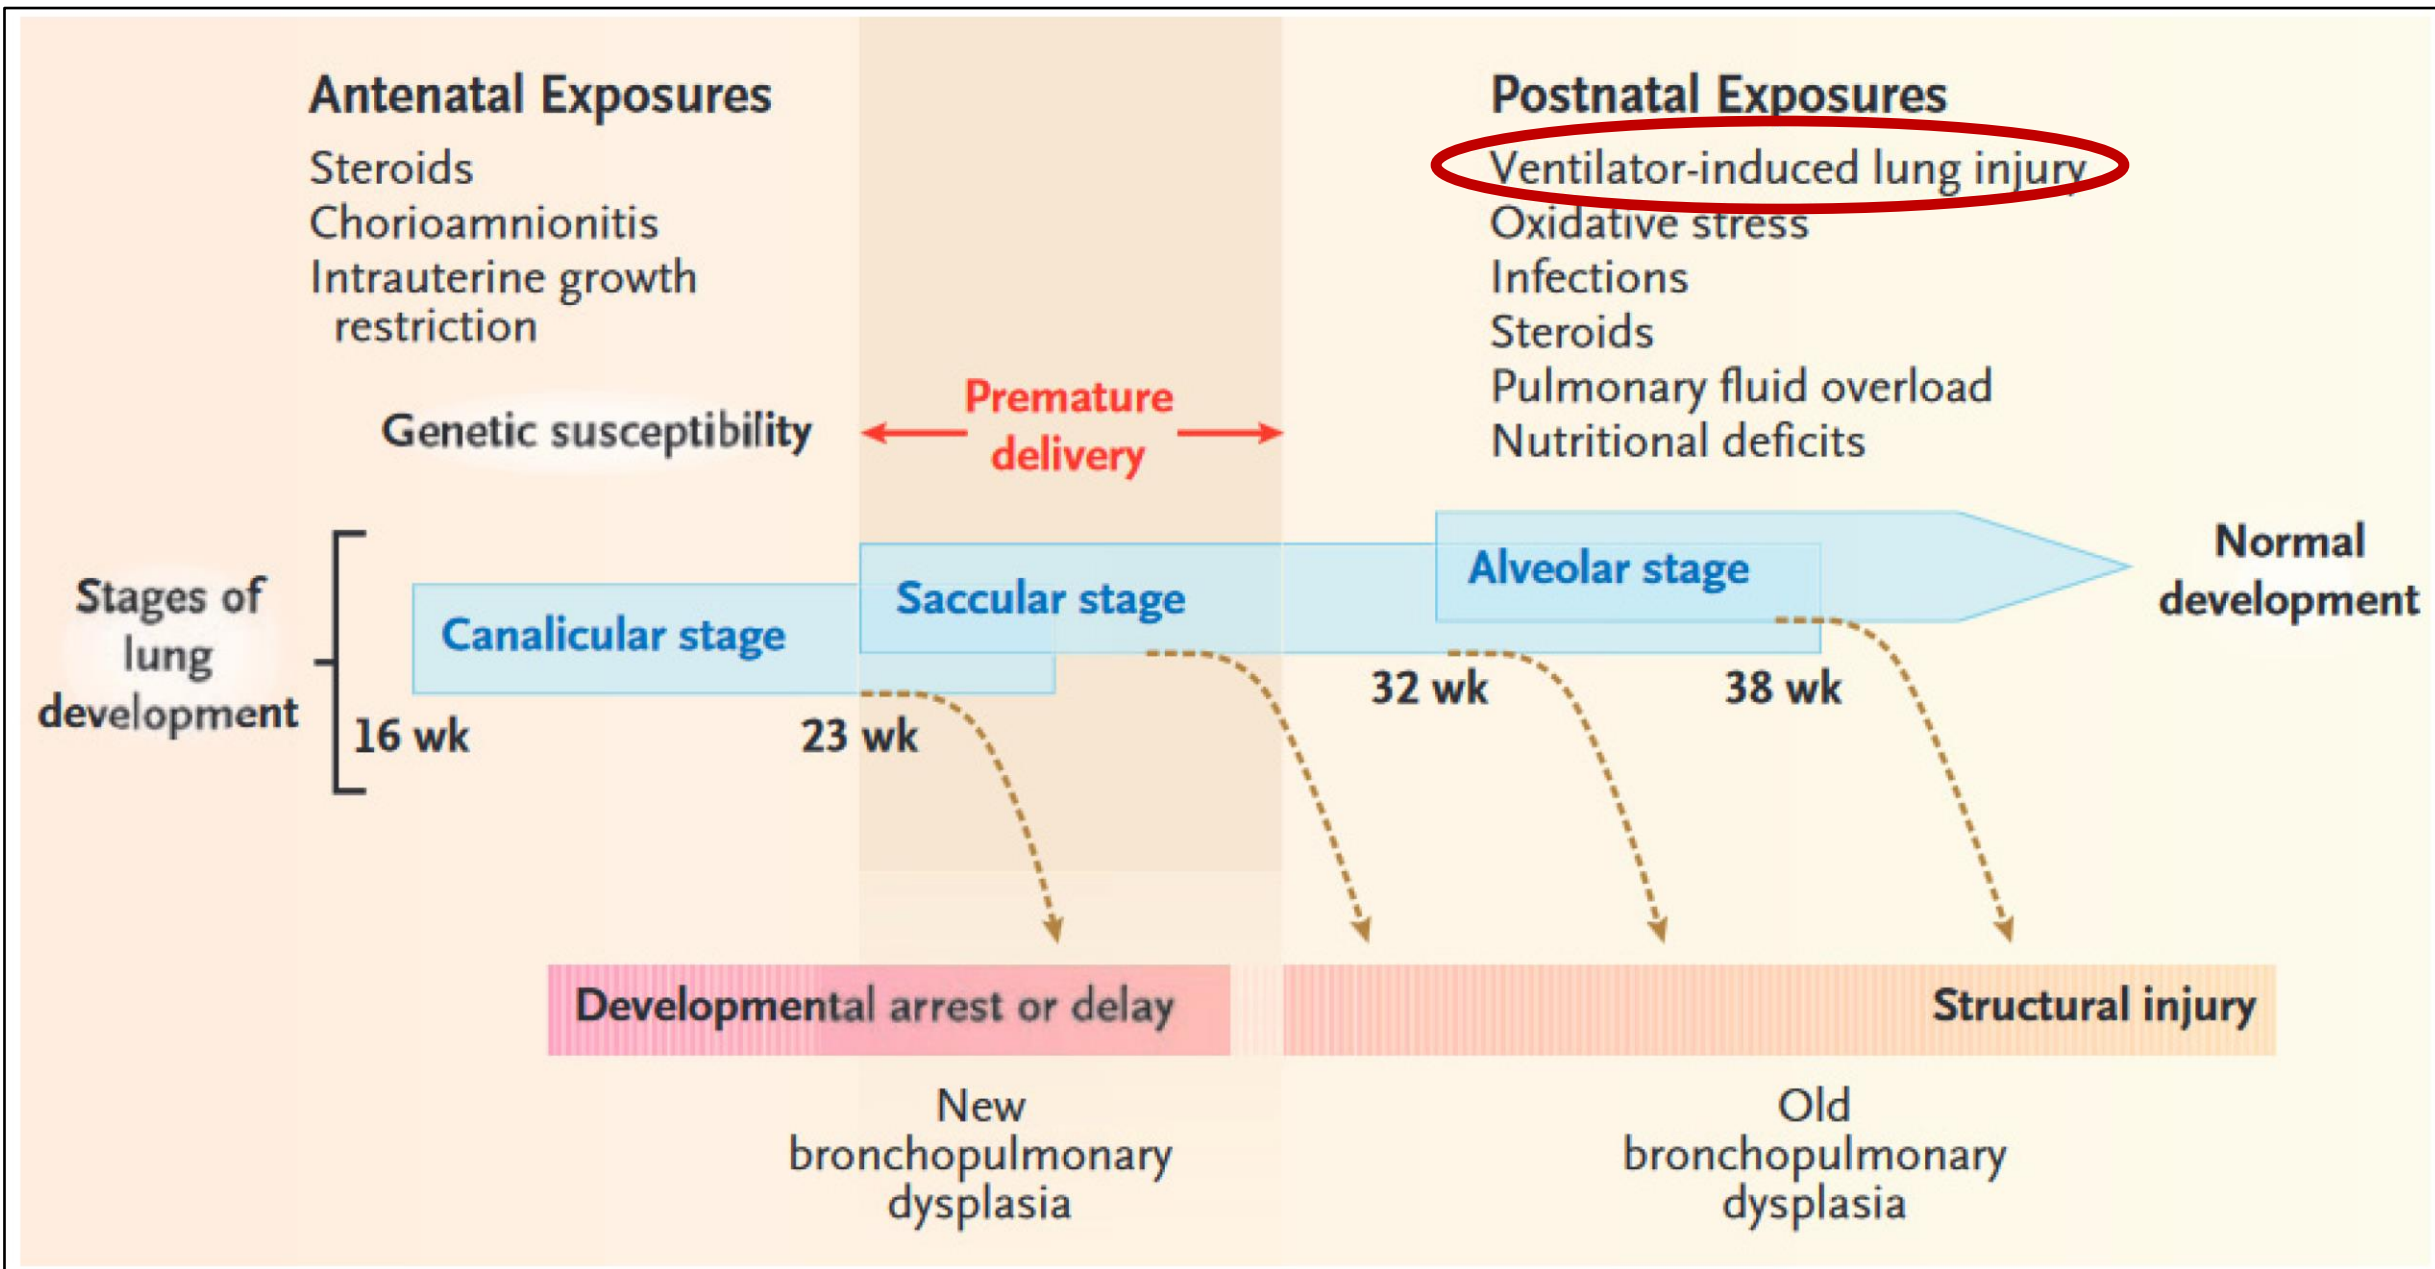 Antenatal Exposures
Steroids
Chorioamnionitis
Intrauterine growth
restriction
Genetic susceptibility
Premature
delivery
Postnatal Exposures
Ventilator-induced lung injury
Oxidative stress
Infections
Steroids
Pulmonary fluid overload
Nutritional deficits
Stages of
lung
development
Canalicular stage
Saccular stage
Alveolar stage
Normal
development
16 wk
23 wk
32 wk
38 wk
Developmental arrest or delay
Structural injury
New
bronchopulmonary
dysplasia
Old
bronchopulmonary
dysplasia